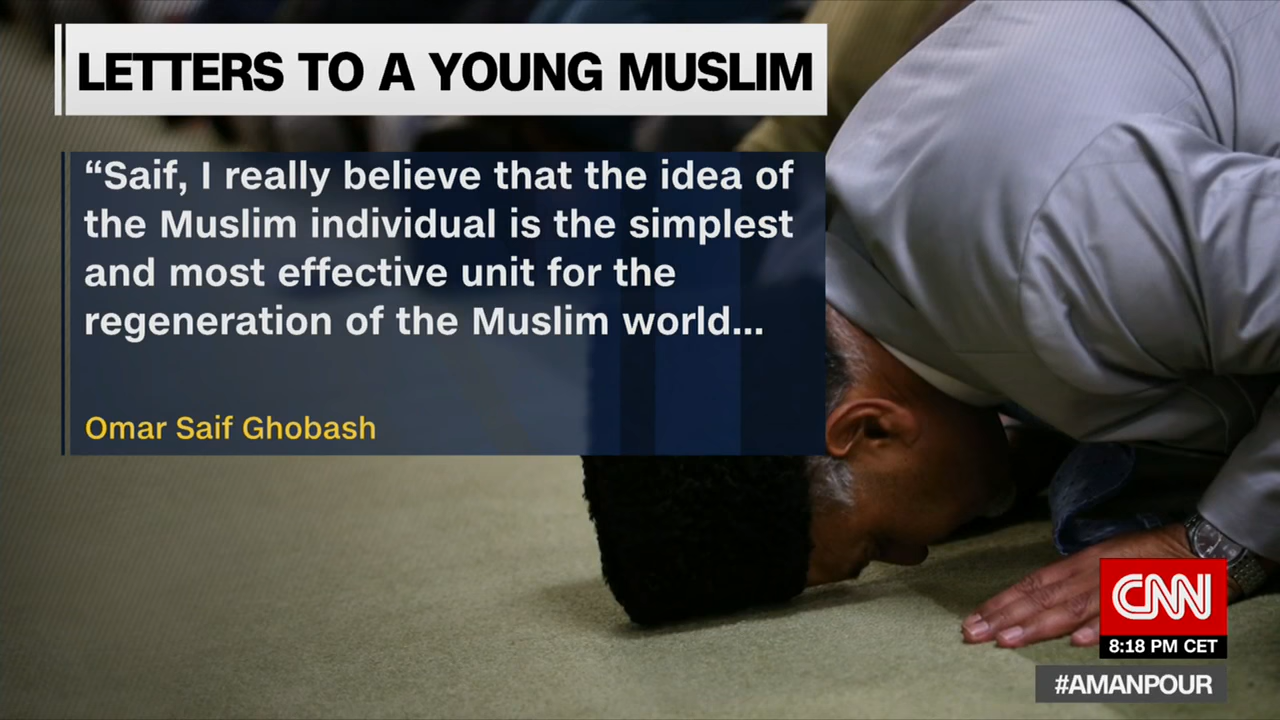 LETTERS TO A YOUNG MUSLIM
“Saif, I really believe that the idea of
the Muslim individual is the simplest
and most effective unit for the
regeneration of the Muslim world...
Omar Saif Ghobash
CNN
8:18 PM CET
#AMANPOUR